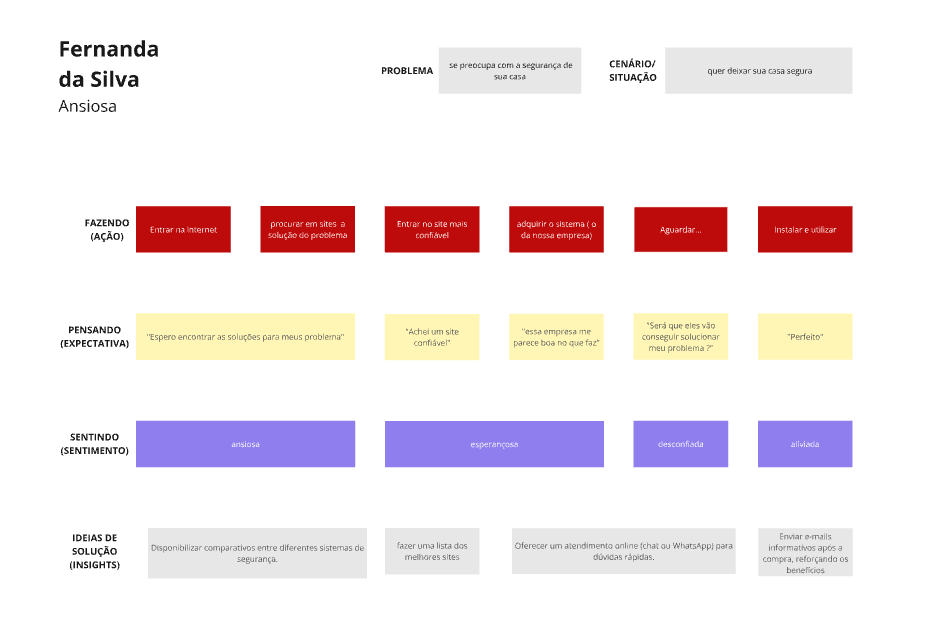 Fernanda
da Silva
Ansiosa
PROBLEMA
se preocupa com a segurança de
sua casa
CENÁRIO/
SITUAÇÃO
quer deixar sua casa segura
FAZENDO
(AÇÃO)
Entrar na Internet
procurar em sites a
solução do problema
Entrar no site mais
confiável
adquirir o sistema ( o
da nossa empresa)
Aguardar...
Instalar e utilizar
PENSANDO
(EXPECTATIVA)
"Espero encontrar as soluções para meus problema"
"Achei um site
confiável"
"essa empresa me
parece boa no que faz"
"Será que eles vão
conseguir solucionar
meu problema ?"
"Perfeito"
SENTINDO
(SENTIMENTO)
ansiosa
esperançosa
desconfiada
aliviada
IDEIAS DE
SOLUÇÃO
(INSIGHTS)
Disponibilizar comparativos entre diferentes sistemas de
segurança.
fazer uma lista dos
melhores sites
Oferecer um atendimento online (chat ou WhatsApp) para
dúvidas rápidas.
Enviar e-mails
informativos após a
compra, reforçando os
benefícios